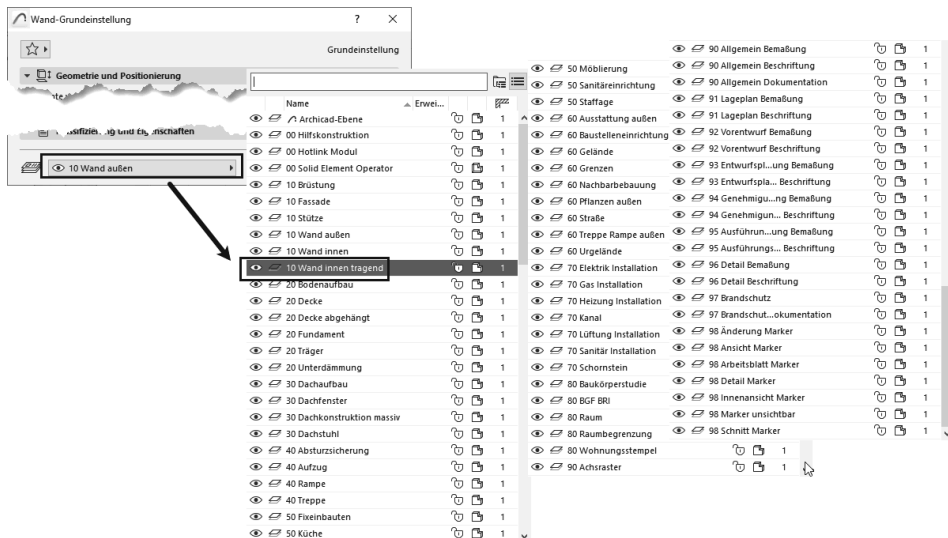 Wand-Grundeinstellung ? ×
Grundeinstellung
Geometrie und Positionierung
10 Wand außen
Name Erwei...
Archicad-Ebene 1
00 Hilfskonstruktion 1
00 Hotlink Modul 1
00 Solid Element Operator 1
10 Brüstung 1
10 Fassade 1
10 Stütze 1
10 Wand außen 1
10 Wand innen 1
10 Wand innen tragend 1
20 Bodenaufbau 1
20 Decke 1
20 Decke abgehängt 1
20 Fundament 1
20 Träger 1
20 Unterdämmung 1
30 Dachaufbau 1
30 Dachfenster 1
30 Dachkonstruktion massiv 1
30 Dachstuhl 1
40 Absturzsicherung 1
40 Aufzug 1
40 Rampe 1
40 Treppe 1
50 Fixeinbauten 1
50 Küche 1
50 Möblierung
50 Sanitäreinrichtung
50 Staffage
60 Ausstattung außen
60 Baustelleneinrichtung
60 Gelände
60 Grenzen
60 Nachbarbebauung
60 Pflanzen außen
60 Straße
60 Treppe Rampe außen
60 Urgelände
70 Elektrik Installation
70 Gas Installation
70 Heizung Installation
70 Kanal
70 Lüftung Installation
70 Sanitär Installation
70 Schornstein
80 Baukörperstudie
80 BGF BRI
80 Raum
80 Raumbegrenzung
80 Wohnungsstempel 1
90 Achsraster 1
90 Allgemein Bemaßung 1
90 Allgemein Beschriftung 1
90 Allgemein Dokumentation 1
91 Lageplan Bemaßung 1
91 Lageplan Beschriftung 1
92 Vorentwurf Bemaßung 1
92 Vorentwurf Beschriftung 1
93 Entwurfspl...ung Bemaßung 1
93 Entwurfspla... Beschriftung 1
94 Genehmigu...ng Bemaßung 1
94 Genehmigun... Beschriftung 1
95 Ausführun...ung Bemaßung 1
95 Ausführungs... Beschriftung 1
96 Detail Bemaßung 1
96 Detail Beschriftung 1
97 Brandschutz 1
97 Brandschut...okumentation 1
98 Änderung Marker 1
98 Ansicht Marker 1
98 Arbeitsblatt Marker 1
98 Detail Marker 1
98 Innenansicht Marker 1
98 Marker unsichtbar 1
98 Schnitt Marker 1